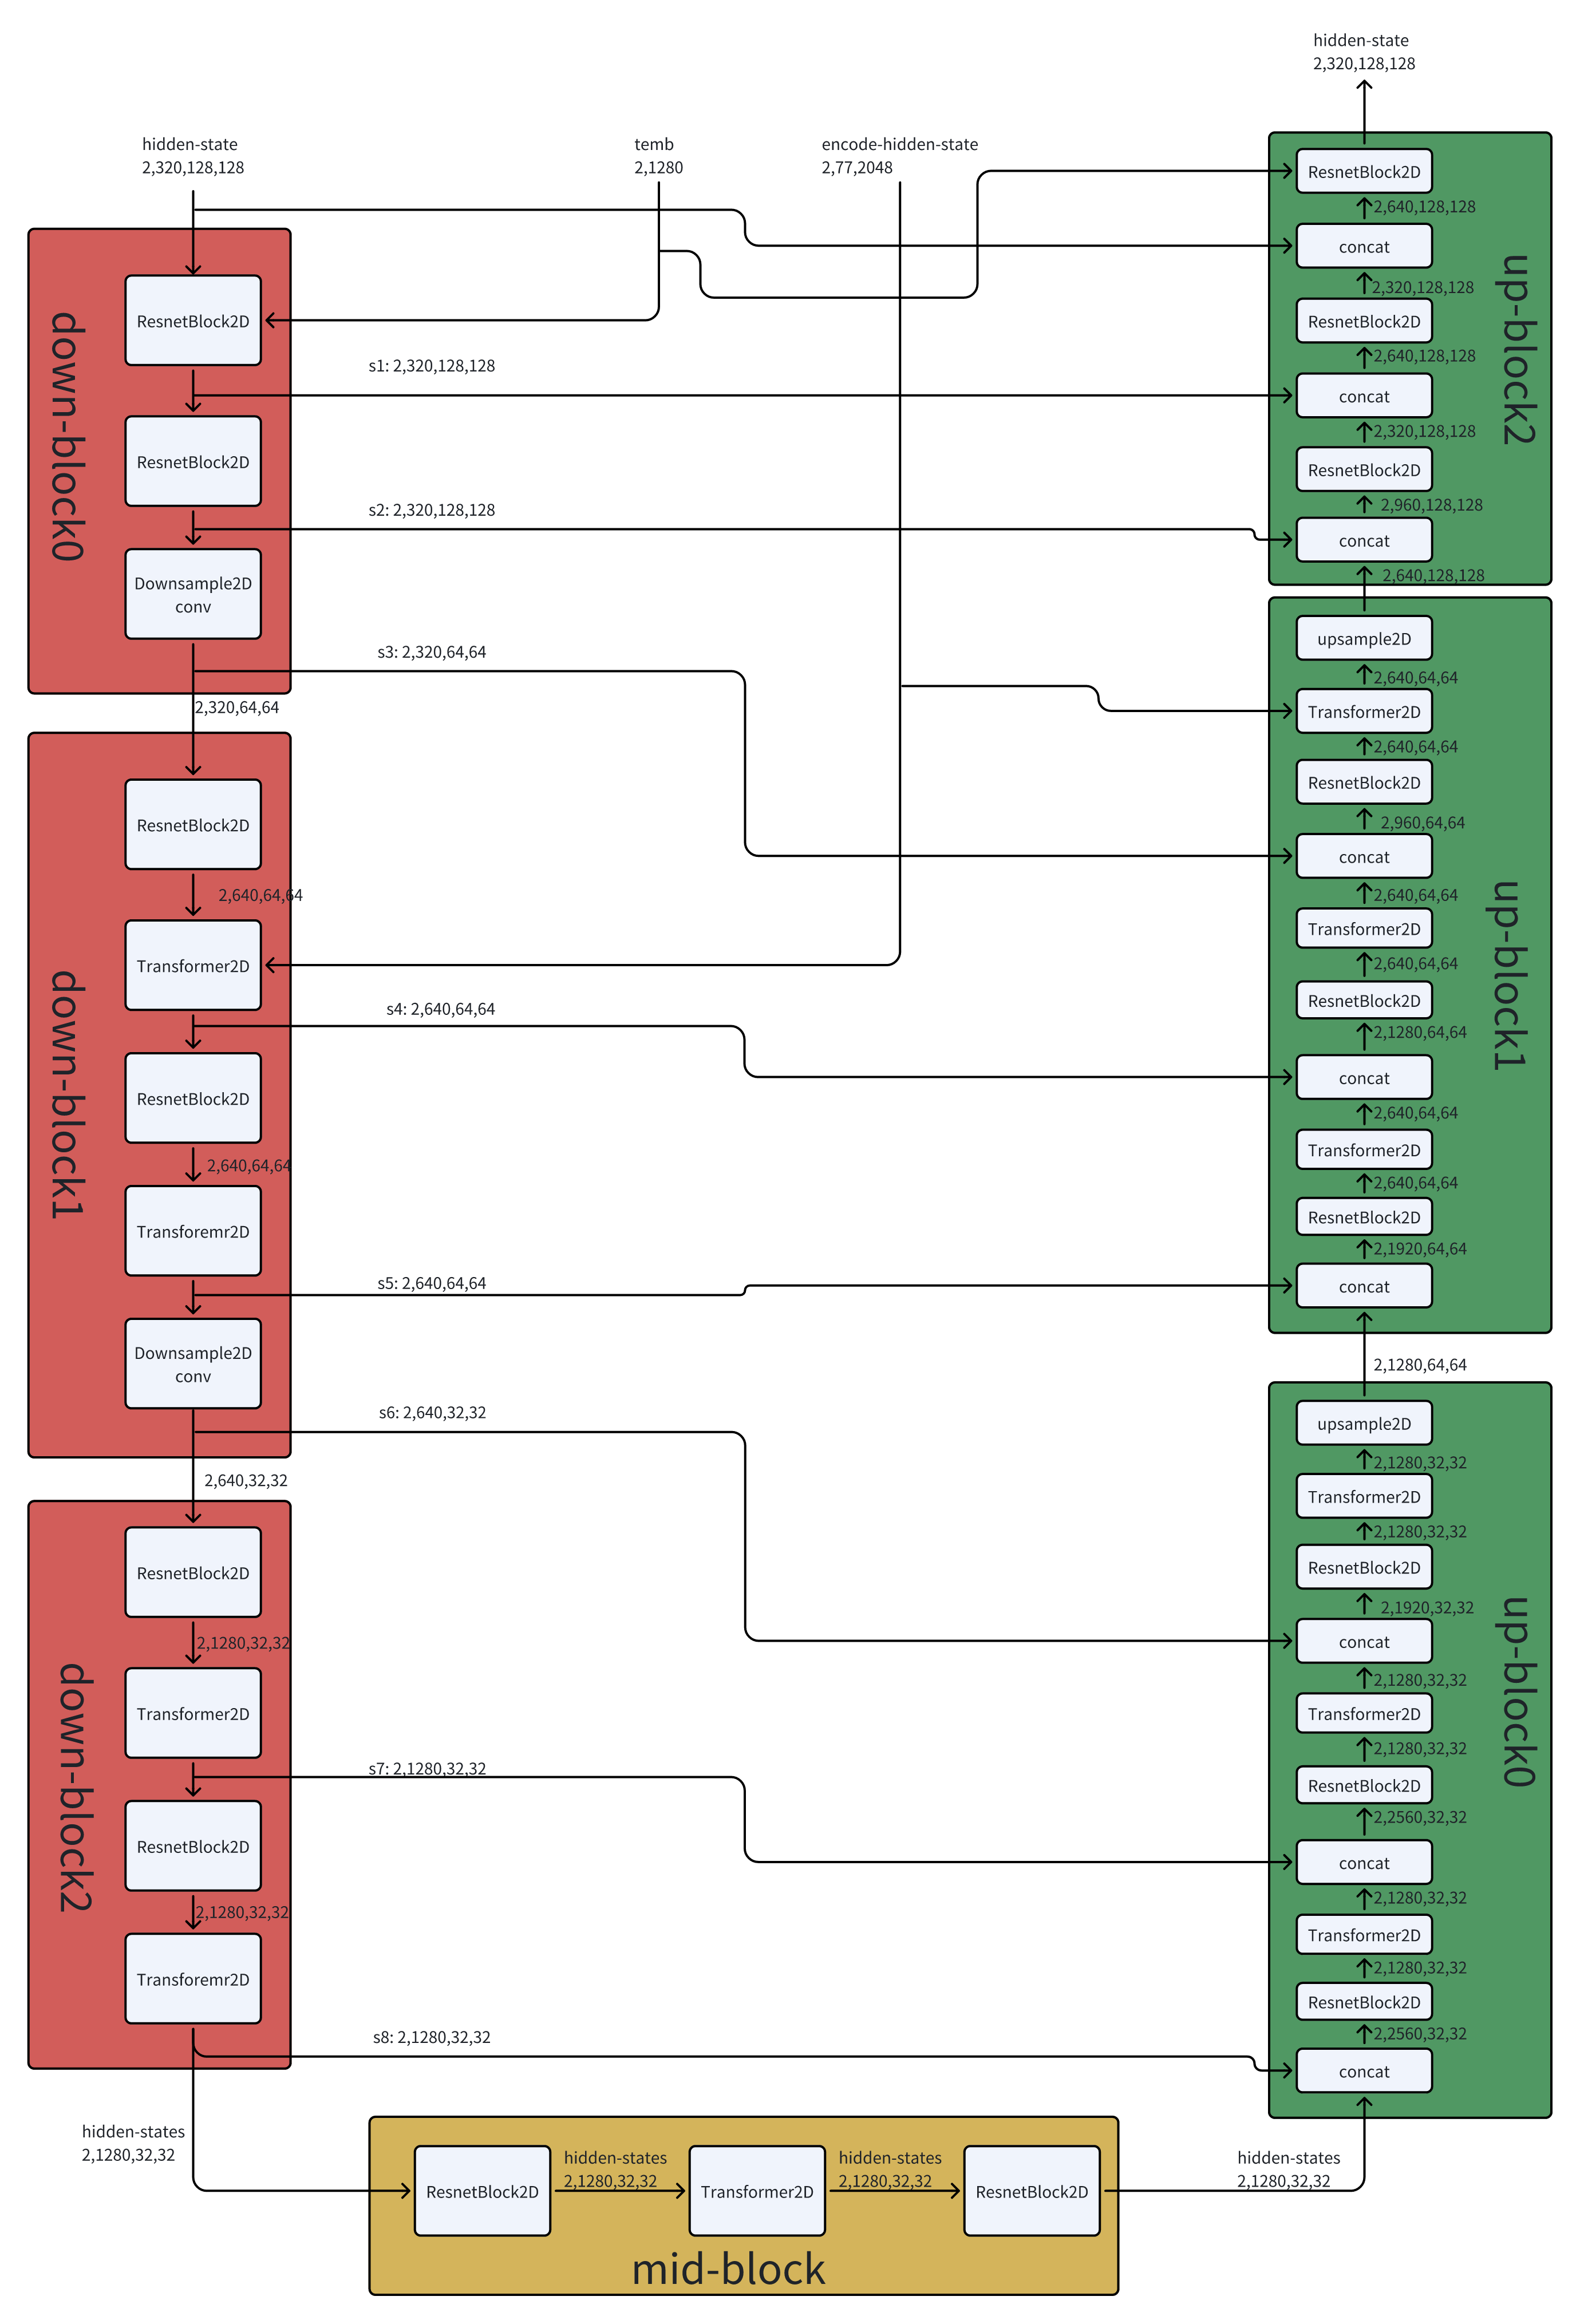 hidden-state
2,320,128,128
hidden-state
2,320,128,128
temb
2,1280
encode-hidden-state
2,77,2048
down-block0
ResnetBlock2D
s1: 2,320,128,128
ResnetBlock2D
s2: 2,320,128,128
Downsample2D
conv
s3: 2,320,64,64
2,320,64,64
down-block1
ResnetBlock2D
2,640,64,64
Transformer2D
s4: 2,640,64,64
ResnetBlock2D
2,640,64,64
Transforemr2D
s5: 2,640,64,64
Downsample2D
conv
s6: 2,640,32,32
2,640,32,32
down-block2
ResnetBlock2D
2,1280,32,32
Transformer2D
s7: 2,1280,32,32
ResnetBlock2D
2,1280,32,32
Transforemr2D
s8: 2,1280,32,32
hidden-states
2,1280,32,32
ResnetBlock2D
hidden-states
2,1280,32,32
Transformer2D
hidden-states
2,1280,32,32
ResnetBlock2D
mid-block
hidden-states
2,1280,32,32
up-block2
ResnetBlock2D
2,640,128,128
concat
2,320,128,128
ResnetBlock2D
2,640,128,128
concat
2,320,128,128
ResnetBlock2D
2,960,128,128
concat
2,640,128,128
up-block1
upsample2D
2,640,64,64
Transformer2D
2,640,64,64
ResnetBlock2D
2,960,64,64
concat
2,640,64,64
Transformer2D
2,640,64,64
ResnetBlock2D
2,1280,64,64
concat
2,640,64,64
Transformer2D
2,640,64,64
ResnetBlock2D
2,1920,64,64
concat
2,1280,64,64
up-block0
upsample2D
2,1280,32,32
Transformer2D
2,1280,32,32
ResnetBlock2D
2,1920,32,32
concat
2,1280,32,32
Transformer2D
2,1280,32,32
ResnetBlock2D
2,2560,32,32
concat
2,1280,32,32
Transformer2D
2,1280,32,32
ResnetBlock2D
2,2560,32,32
concat